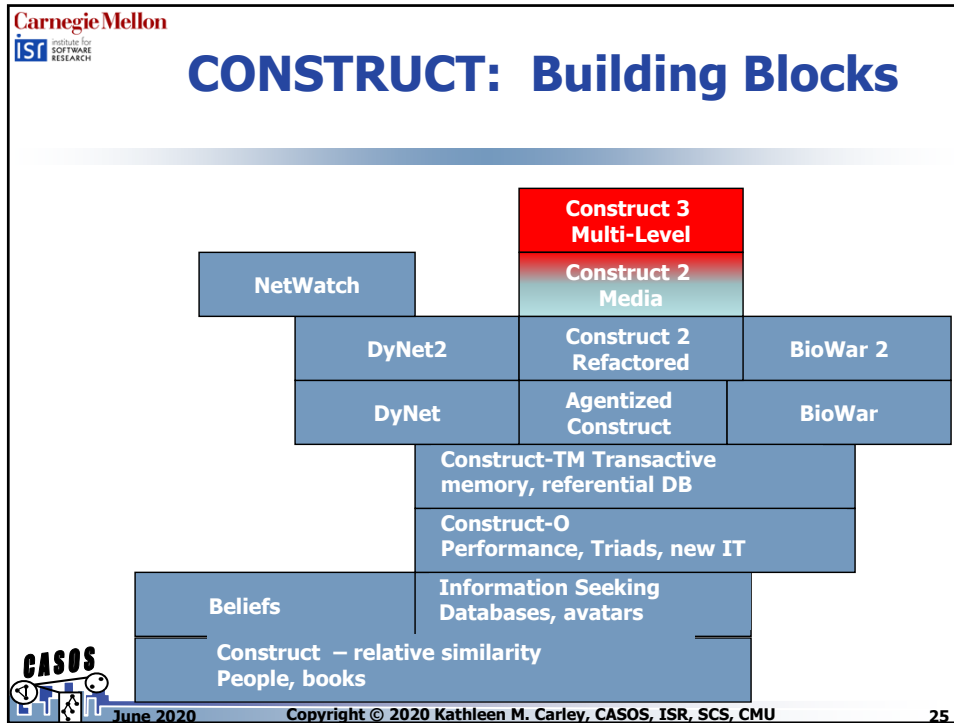 Carnegie Mellon
isr institute for
SOFTWARE
RESEARCH
CONSTRUCT: Building Blocks
Construct 3
Multi-Level
NetWatch
Construct 2
Media
DyNet2
Construct 2
Refactored
BioWar 2
DyNet
Agentized
Construct
BioWar
Construct-TM Transactive
memory, referential DB
Construct-O
Performance, Triads, new IT
Beliefs
Information Seeking
Databases, avatars
Construct – relative similarity
People, books
CASOS
June 2020
Copyright © 2020 Kathleen M. Carley, CASOS, ISR, SCS, CMU
25